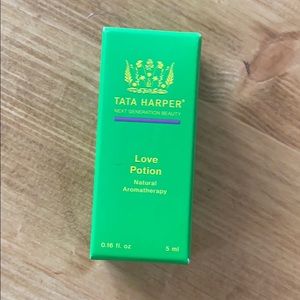 TATA HARPER®
NEXT GENERATION BEAUTY
Love
Potion
Natural
Aromatherapy
0.16 fl. oz 5 ml